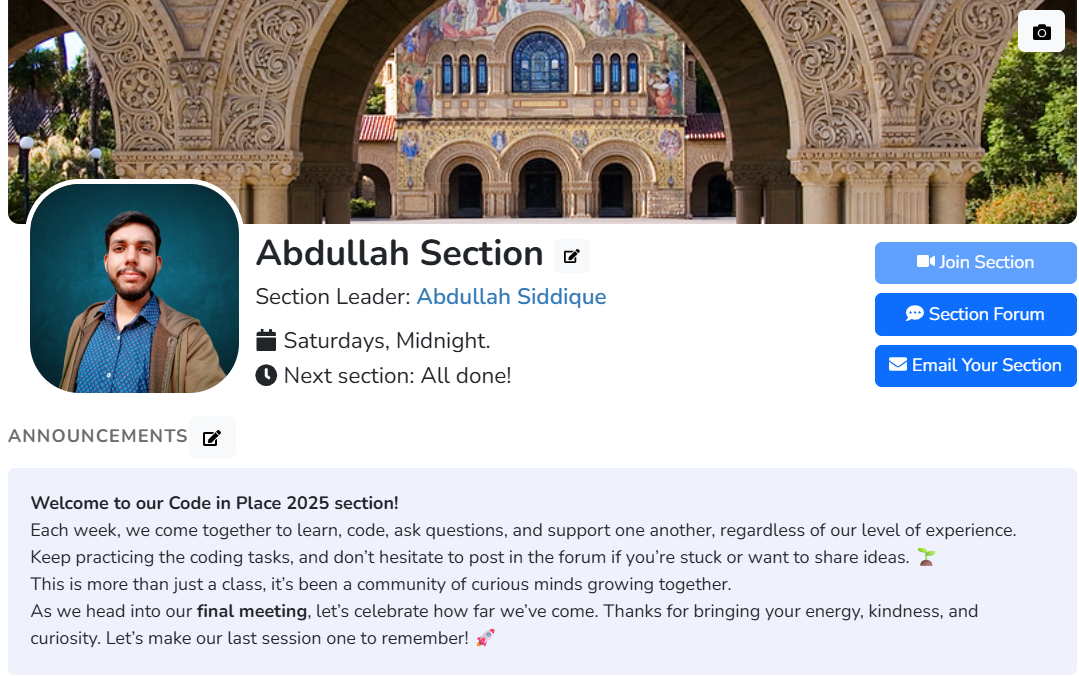 Abdullah Section
Section Leader: Abdullah Siddique
Saturdays, Midnight.
Next section: All done!
Join Section
Section Forum
Email Your Section
ANNOUNCEMENTS
Welcome to our Code in Place 2025 section!
Each week, we come together to learn, code, ask questions, and support one another, regardless of our level of experience.
Keep practicing the coding tasks, and don’t hesitate to post in the forum if you’re stuck or want to share ideas. 🌱
This is more than just a class, it’s been a community of curious minds growing together.
As we head into our final meeting, let’s celebrate how far we’ve come. Thanks for bringing your energy, kindness, and
curiosity. Let’s make our last session one to remember! 🚀